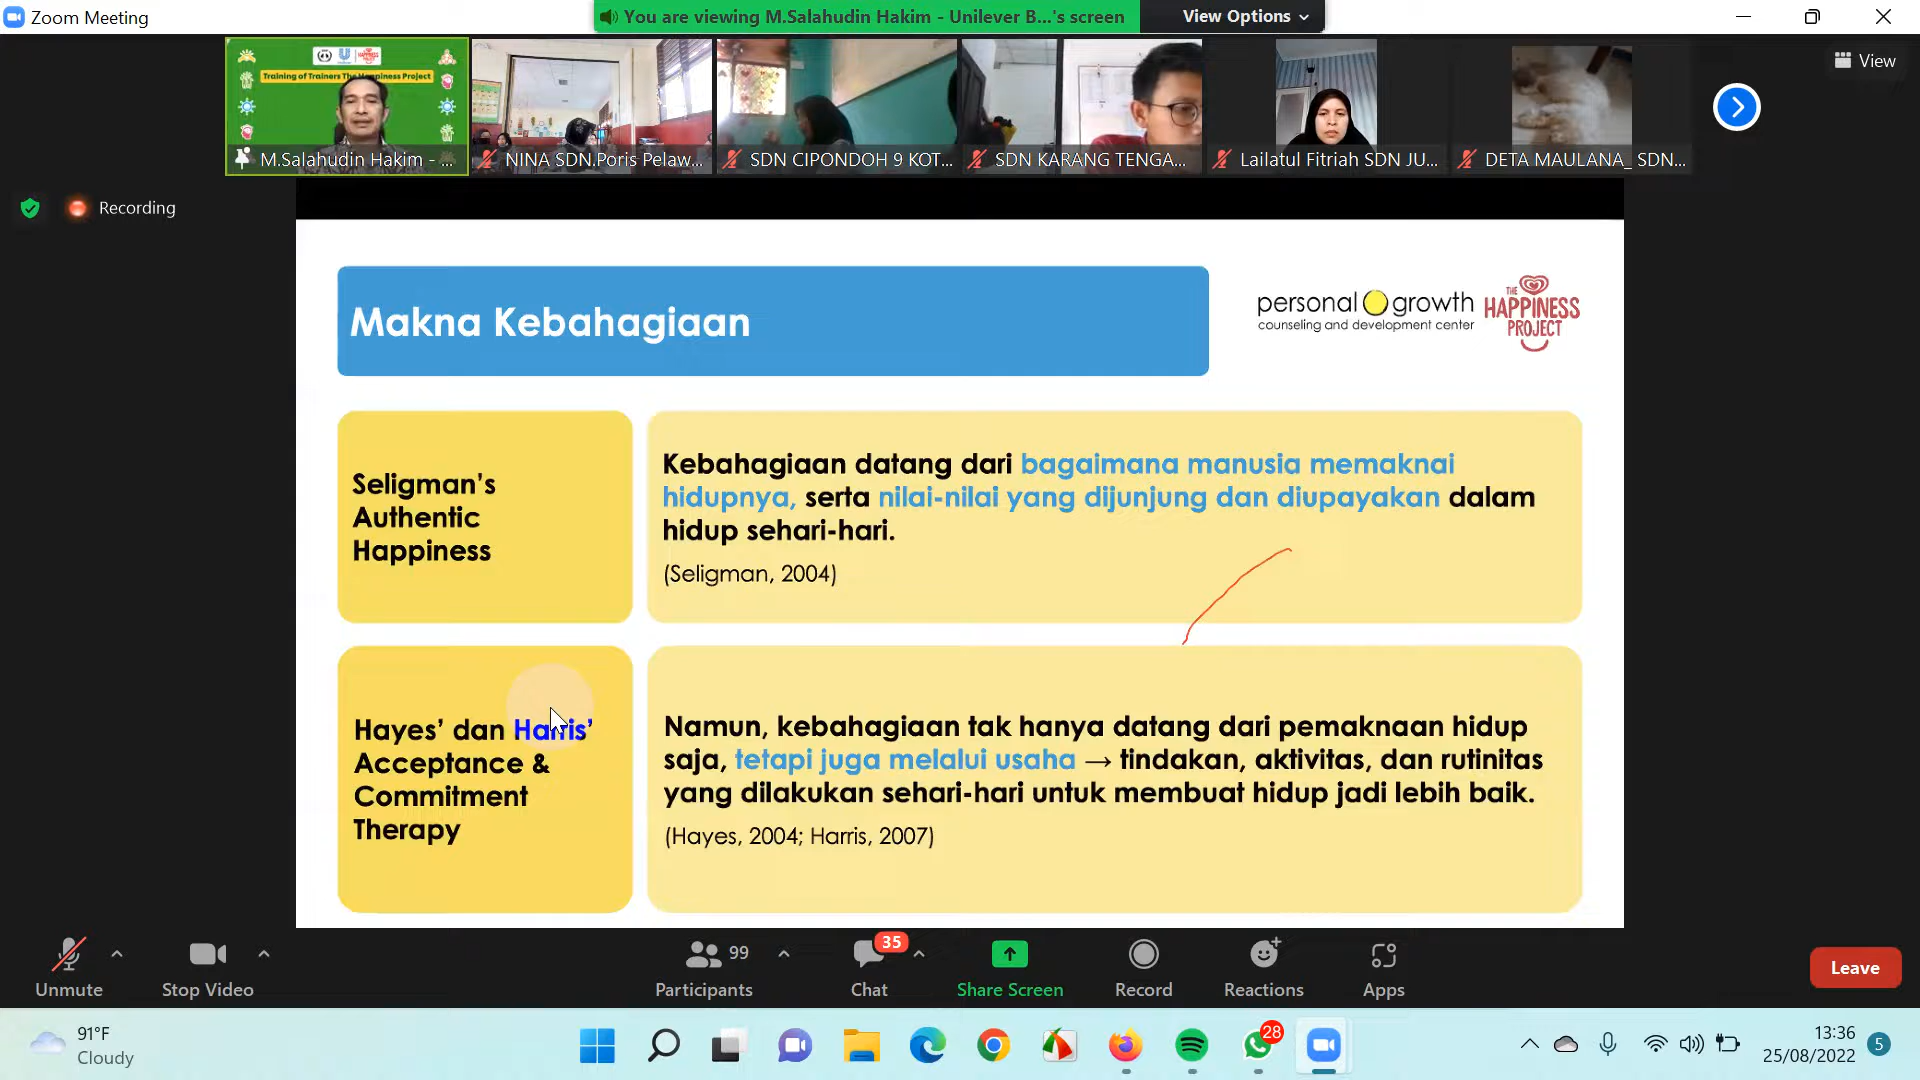 Zoom Meeting
You are viewing M.Salahudin Hakim - Unilever B...'s screen
View Options
Training of Trainers The Happiness Project
View
M.Salahudin Hakim - ...
NINA SDN.Poris Pelaw...
SDN CIPONDOH 9 KOT...
SDN KARANG TENGA...
Lailatul Fitriah SDN JU...
DETA MAULANA_ SDN...
Recording
Makna Kebahagiaan
personal growth
counseling and development center
THE
HAPPINESS
PROJECT
Seligman's
Authentic
Happiness
Kebahagiaan datang dari bagaimana manusia memaknai
hidupnya, serta nilai-nilai yang dijunjung dan diupayakan dalam
hidup sehari-hari.
(Seligman, 2004)
Hayes' dan Harris'
Acceptance &
Commitment
Therapy
Namun, kebahagiaan tak hanya datang dari pemaknaan hidup
saja, tetapi juga melalui usaha → tindakan, aktivitas, dan rutinitas
yang dilakukan sehari-hari untuk membuat hidup jadi lebih baik.
(Hayes, 2004; Harris, 2007)
99
35
Unmute
Stop Video
Participants
Chat
Share Screen
Record
Reactions
Apps
Leave
91°F
Cloudy
28
13:36
25/08/2022
5